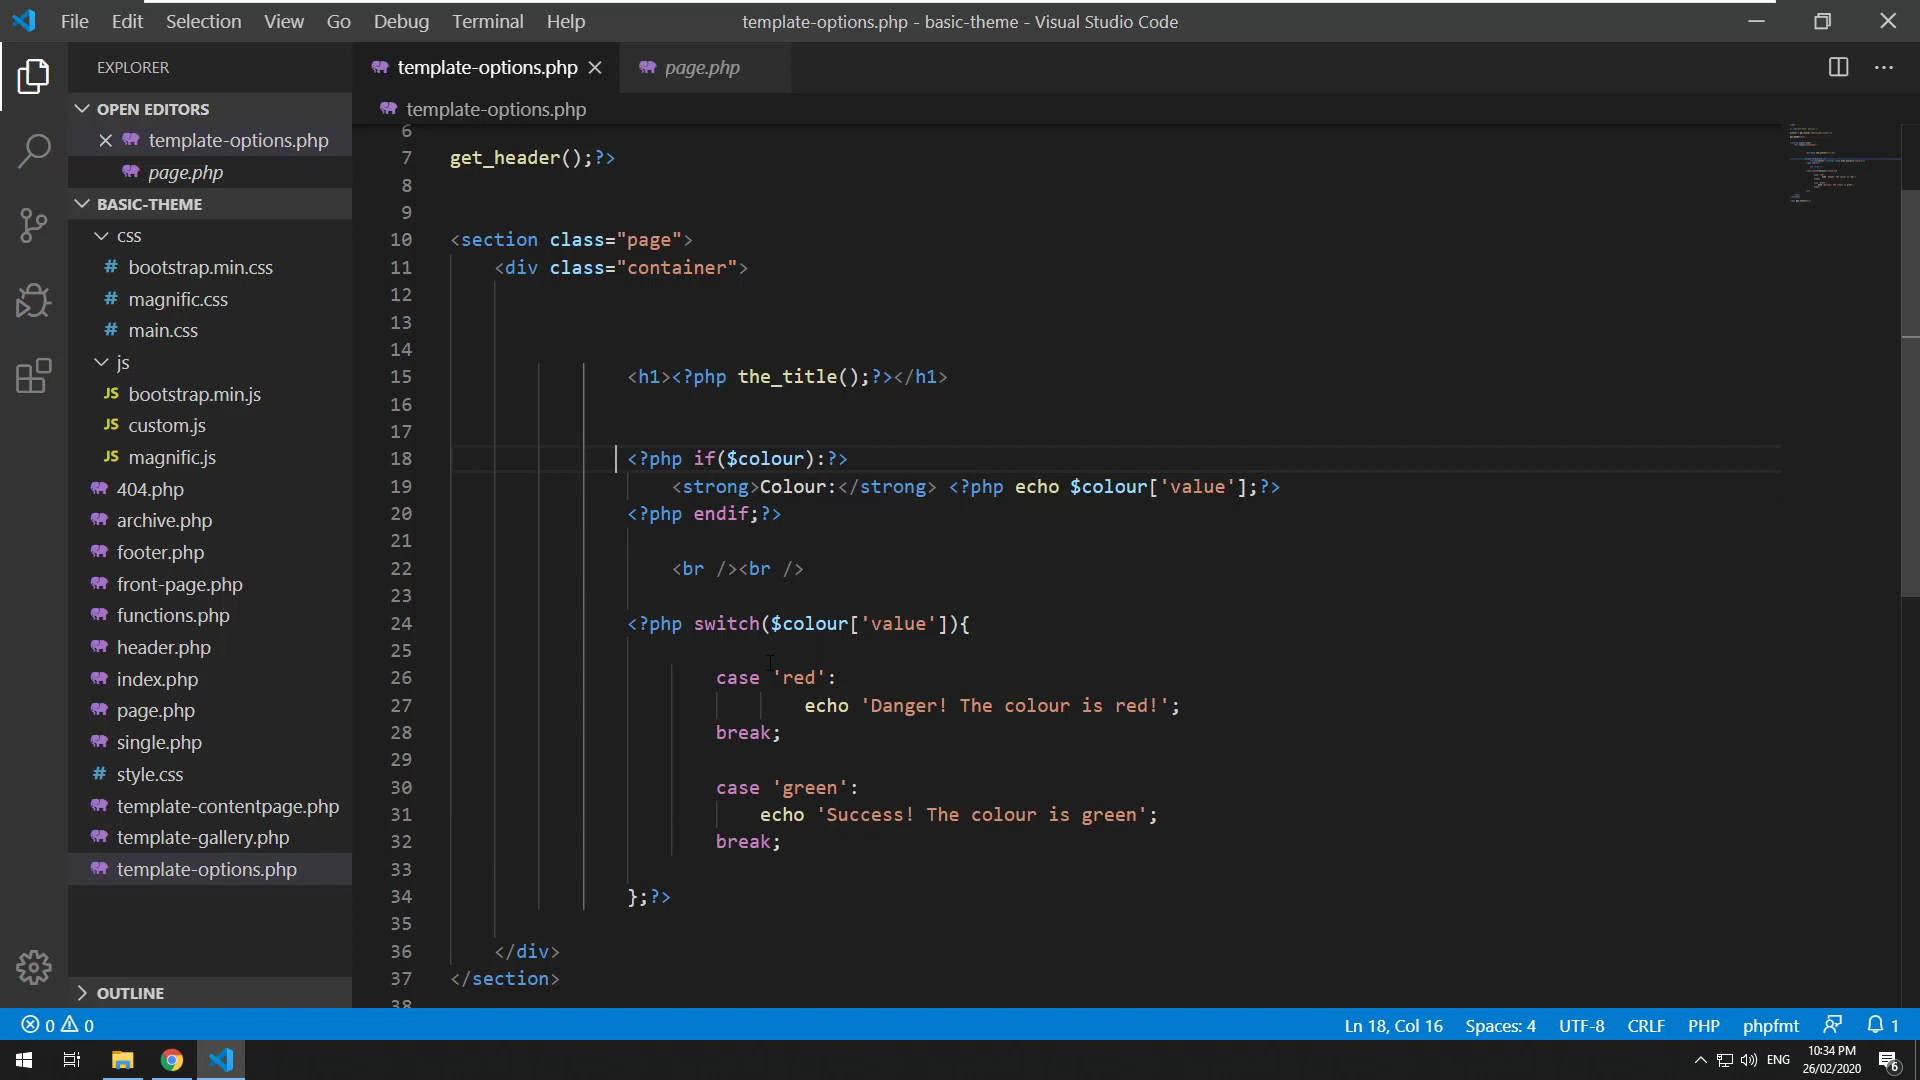 File Edit Selection View Go Debug Terminal Help
template-options.php - basic-theme - Visual Studio Code
EXPLORER
OPEN EDITORS
template-options.php
page.php
BASIC-THEME
css
bootstrap.min.css
magnific.css
main.css
js
JS bootstrap.min.js
JS custom.js
JS magnific.js
404.php
archive.php
footer.php
front-page.php
functions.php
header.php
index.php
page.php
single.php
style.css
template-contentpage.php
template-gallery.php
template-options.php
OUTLINE
template-options.php page.php
template-options.php
6
7 get_header();?>
8
9
10 <section class="page">
11 <div class="container">
12
13
14
15 <h1><?php the_title();?></h1>
16
17
18 <?php if($colour):?>
19 <strong>Colour:</strong> <?php echo $colour['value'];?>
20 <?php endif;?>
21
22 <br /><br />
23
24 <?php switch($colour['value']){
25
26 case 'red':
27 echo 'Danger! The colour is red!';
28 break;
29
30 case 'green':
31 echo 'Success! The colour is green';
32 break;
33
34 };?>
35
36 </div>
37 </section>
38
0 0
Ln 18, Col 16 Spaces: 4 UTF-8 CRLF PHP phpfmt 1
ENG
10:34 PM
26/02/2020
6